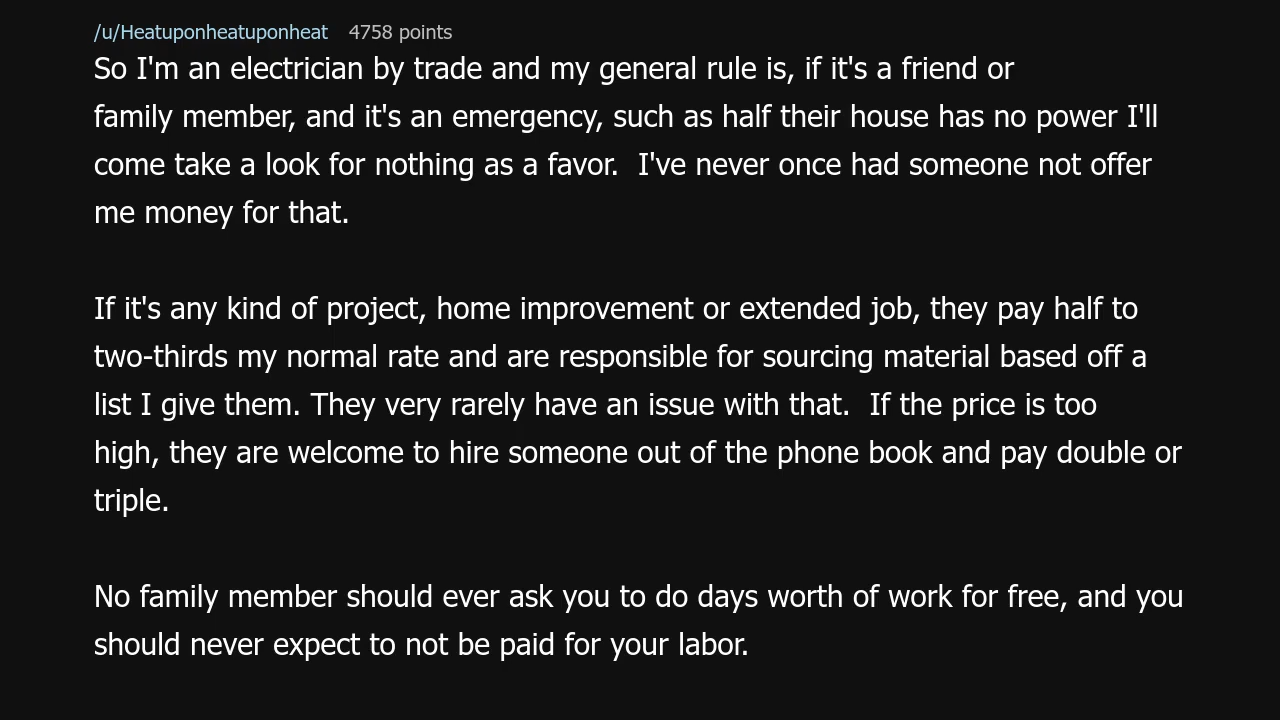 /u/Heatuponheatuponheat 4758 points
So I'm an electrician by trade and my general rule is, if it's a friend or
family member, and it's an emergency, such as half their house has no power I'll
come take a look for nothing as a favor.  I've never once had someone not offer
me money for that.
If it's any kind of project, home improvement or extended job, they pay half to
two-thirds my normal rate and are responsible for sourcing material based off a
list I give them. They very rarely have an issue with that.  If the price is too
high, they are welcome to hire someone out of the phone book and pay double or
triple.
No family member should ever ask you to do days worth of work for free, and you
should never expect to not be paid for your labor.